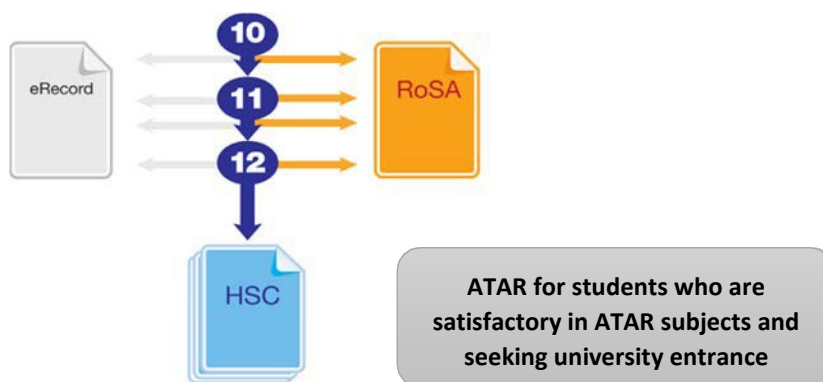 10
eRecord
RoSA
11
12
HSC
ATAR for students who are
satisfactory in ATAR subjects and
seeking university entrance